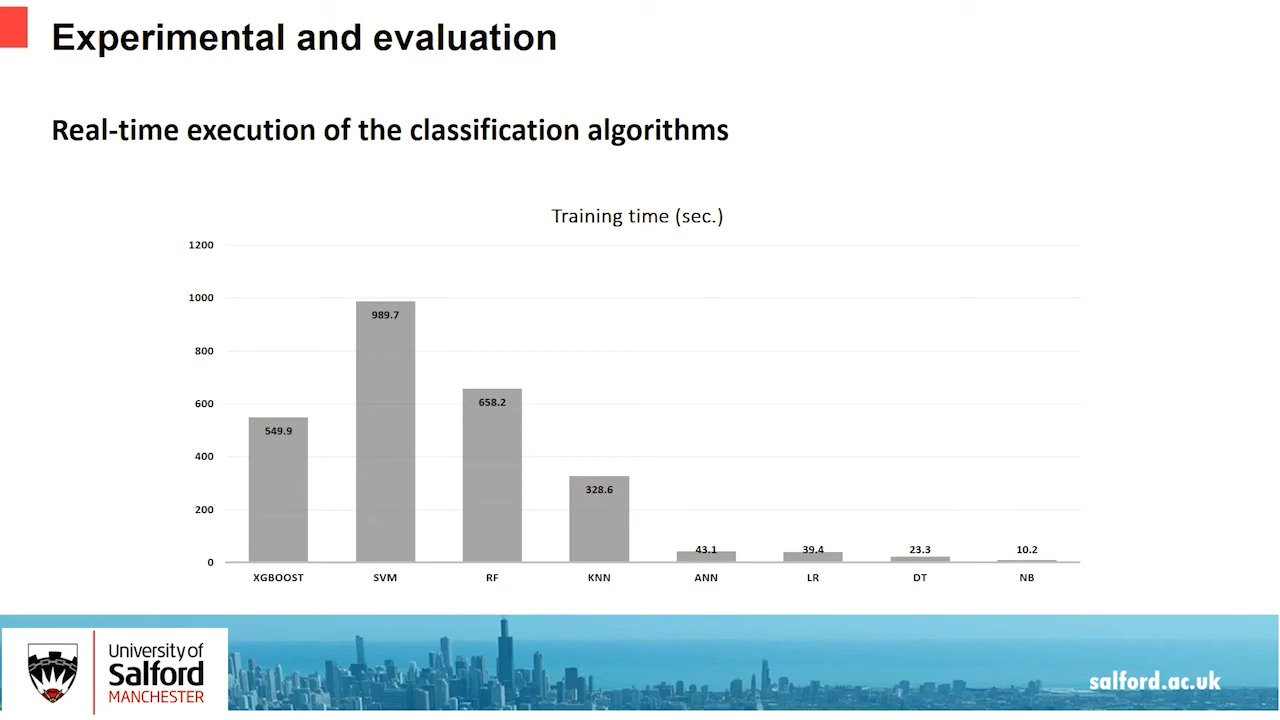 Experimental and evaluation
Real-time execution of the classification algorithms
Training time (sec.)
1200
1000
800
600
400
200
0
549.9
989.7
658.2
328.6
43.1
39.4
23.3
10.2
XGBOOST SVM RF KNN ANN LR DT NB
University of
Salford
MANCHESTER
salford.ac.uk